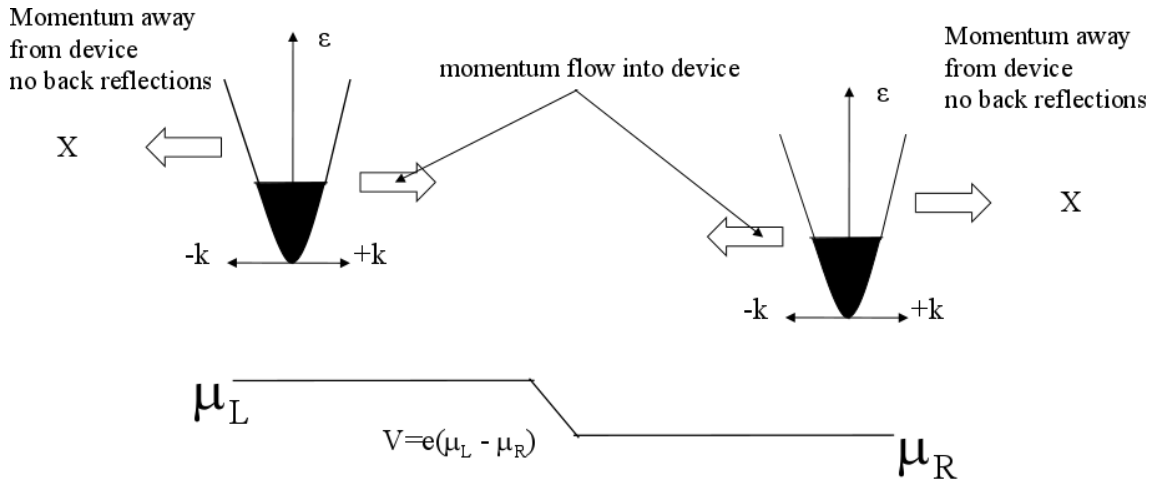 Momentum away
from device
no back reflections
ε
momentum flow into device
Momentum away
from device
no back reflections
ε
X
X
-k
+k
-k
+k
μL
V=e(μL - μR)
μR